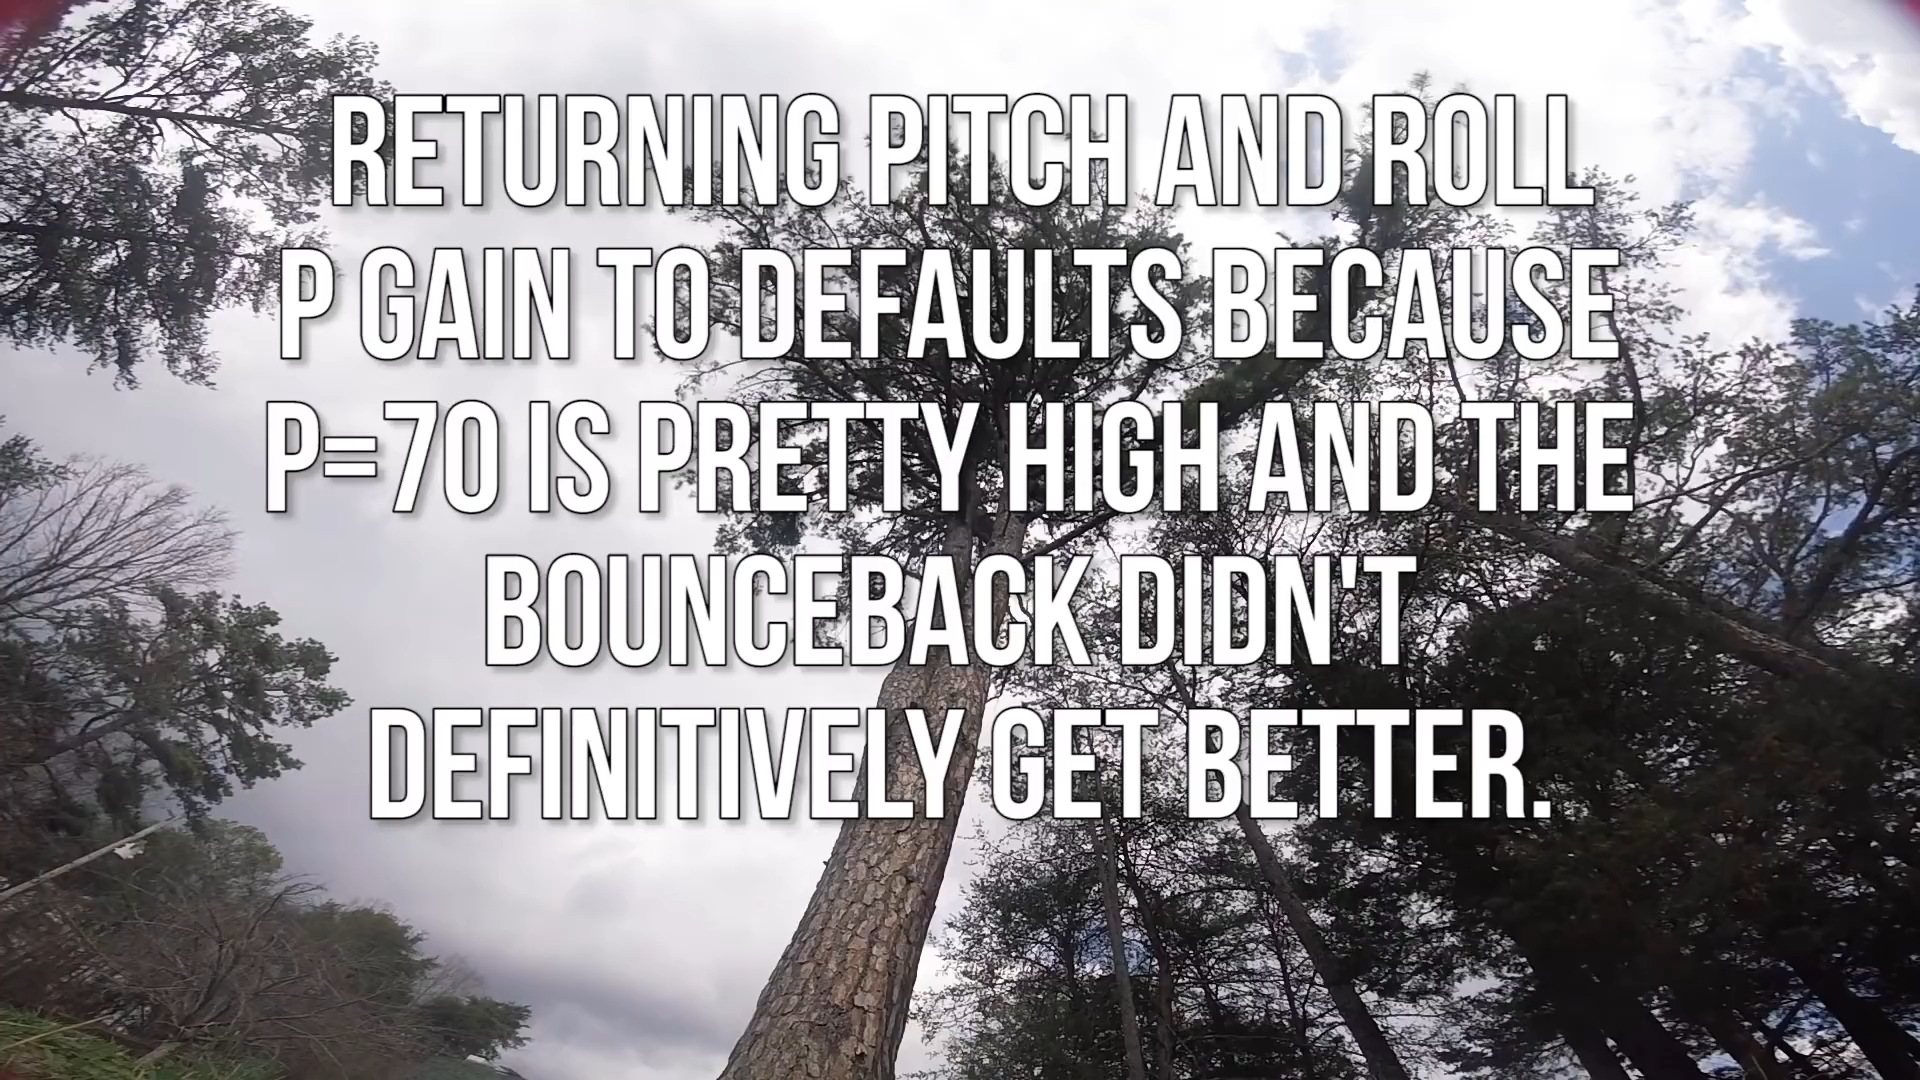 RETURNING PITCH AND ROLL
P GAIN TO DEFAULTS BECAUSE
P=70 IS PRETTY HIGH AND THE
BOUNCEBACK DIDN'T
DEFINITIVELY GET BETTER.